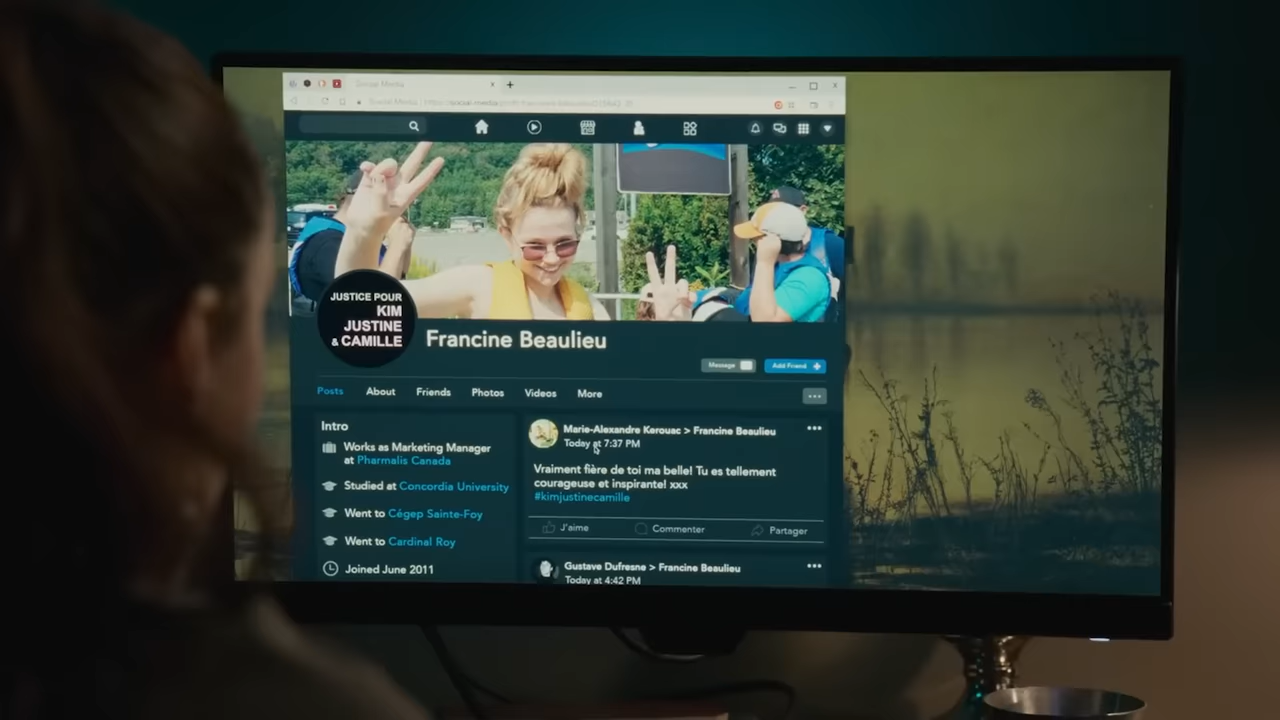 Social Media
JUSTICE POUR
KIM
JUSTINE
& CAMILLE
Francine Beaulieu
Message
Add Friend
Posts
About
Friends
Photos
Videos
More
Intro
Works as Marketing Manager
at Pharmalis Canada
Studied at Concordia University
Went to Cégep Sainte-Foy
Went to Cardinal Roy
Joined June 2011
Marie-Alexandre Kerouac > Francine Beaulieu
Today at 7:37 PM
Vraiment fière de toi ma belle! Tu es tellement
courageuse et inspirante! xxx
#kimjustinecamille
J'aime
Commenter
Partager
Gustave Dufresne > Francine Beaulieu
Today at 4:42 PM